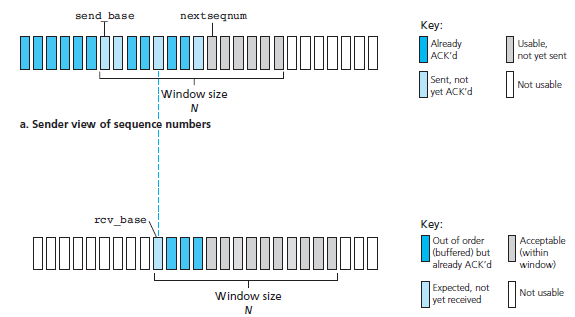 send_base
nextseqnum
Key:
Already
ACK'd
Usable,
not yet sent
Sent, not
yet ACK'd
Not usable
Window size
N
a. Sender view of sequence numbers
rcv_base
Key:
Out of order
(buffered) but
already ACK'd
Acceptable
(within
window)
Expected, not
yet received
Not usable
Window size
N